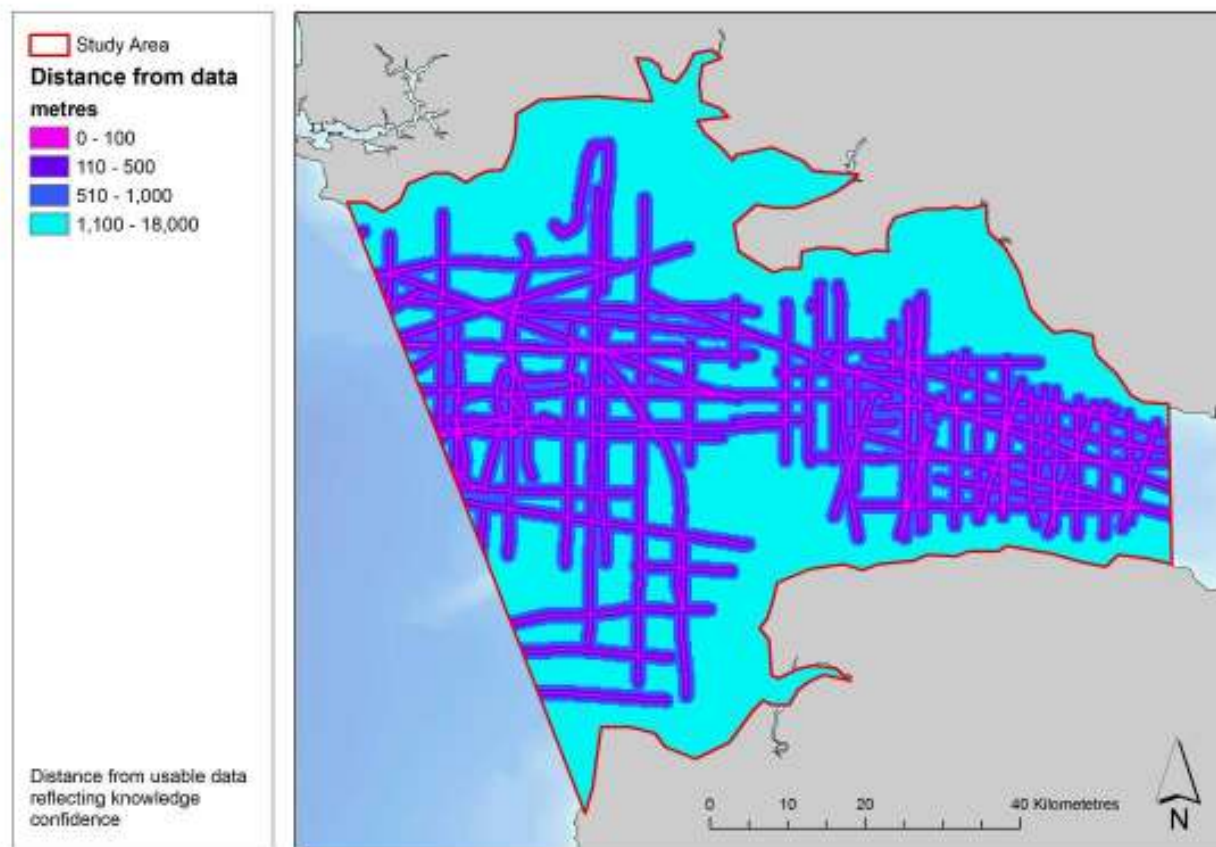 Study Area
Distance from data
metres
0 - 100
110 - 500
510 - 1,000
1,100 - 18,000
Distance from usable data
reflecting knowledge
confidence
0 10 20 40 Kilometetres
N